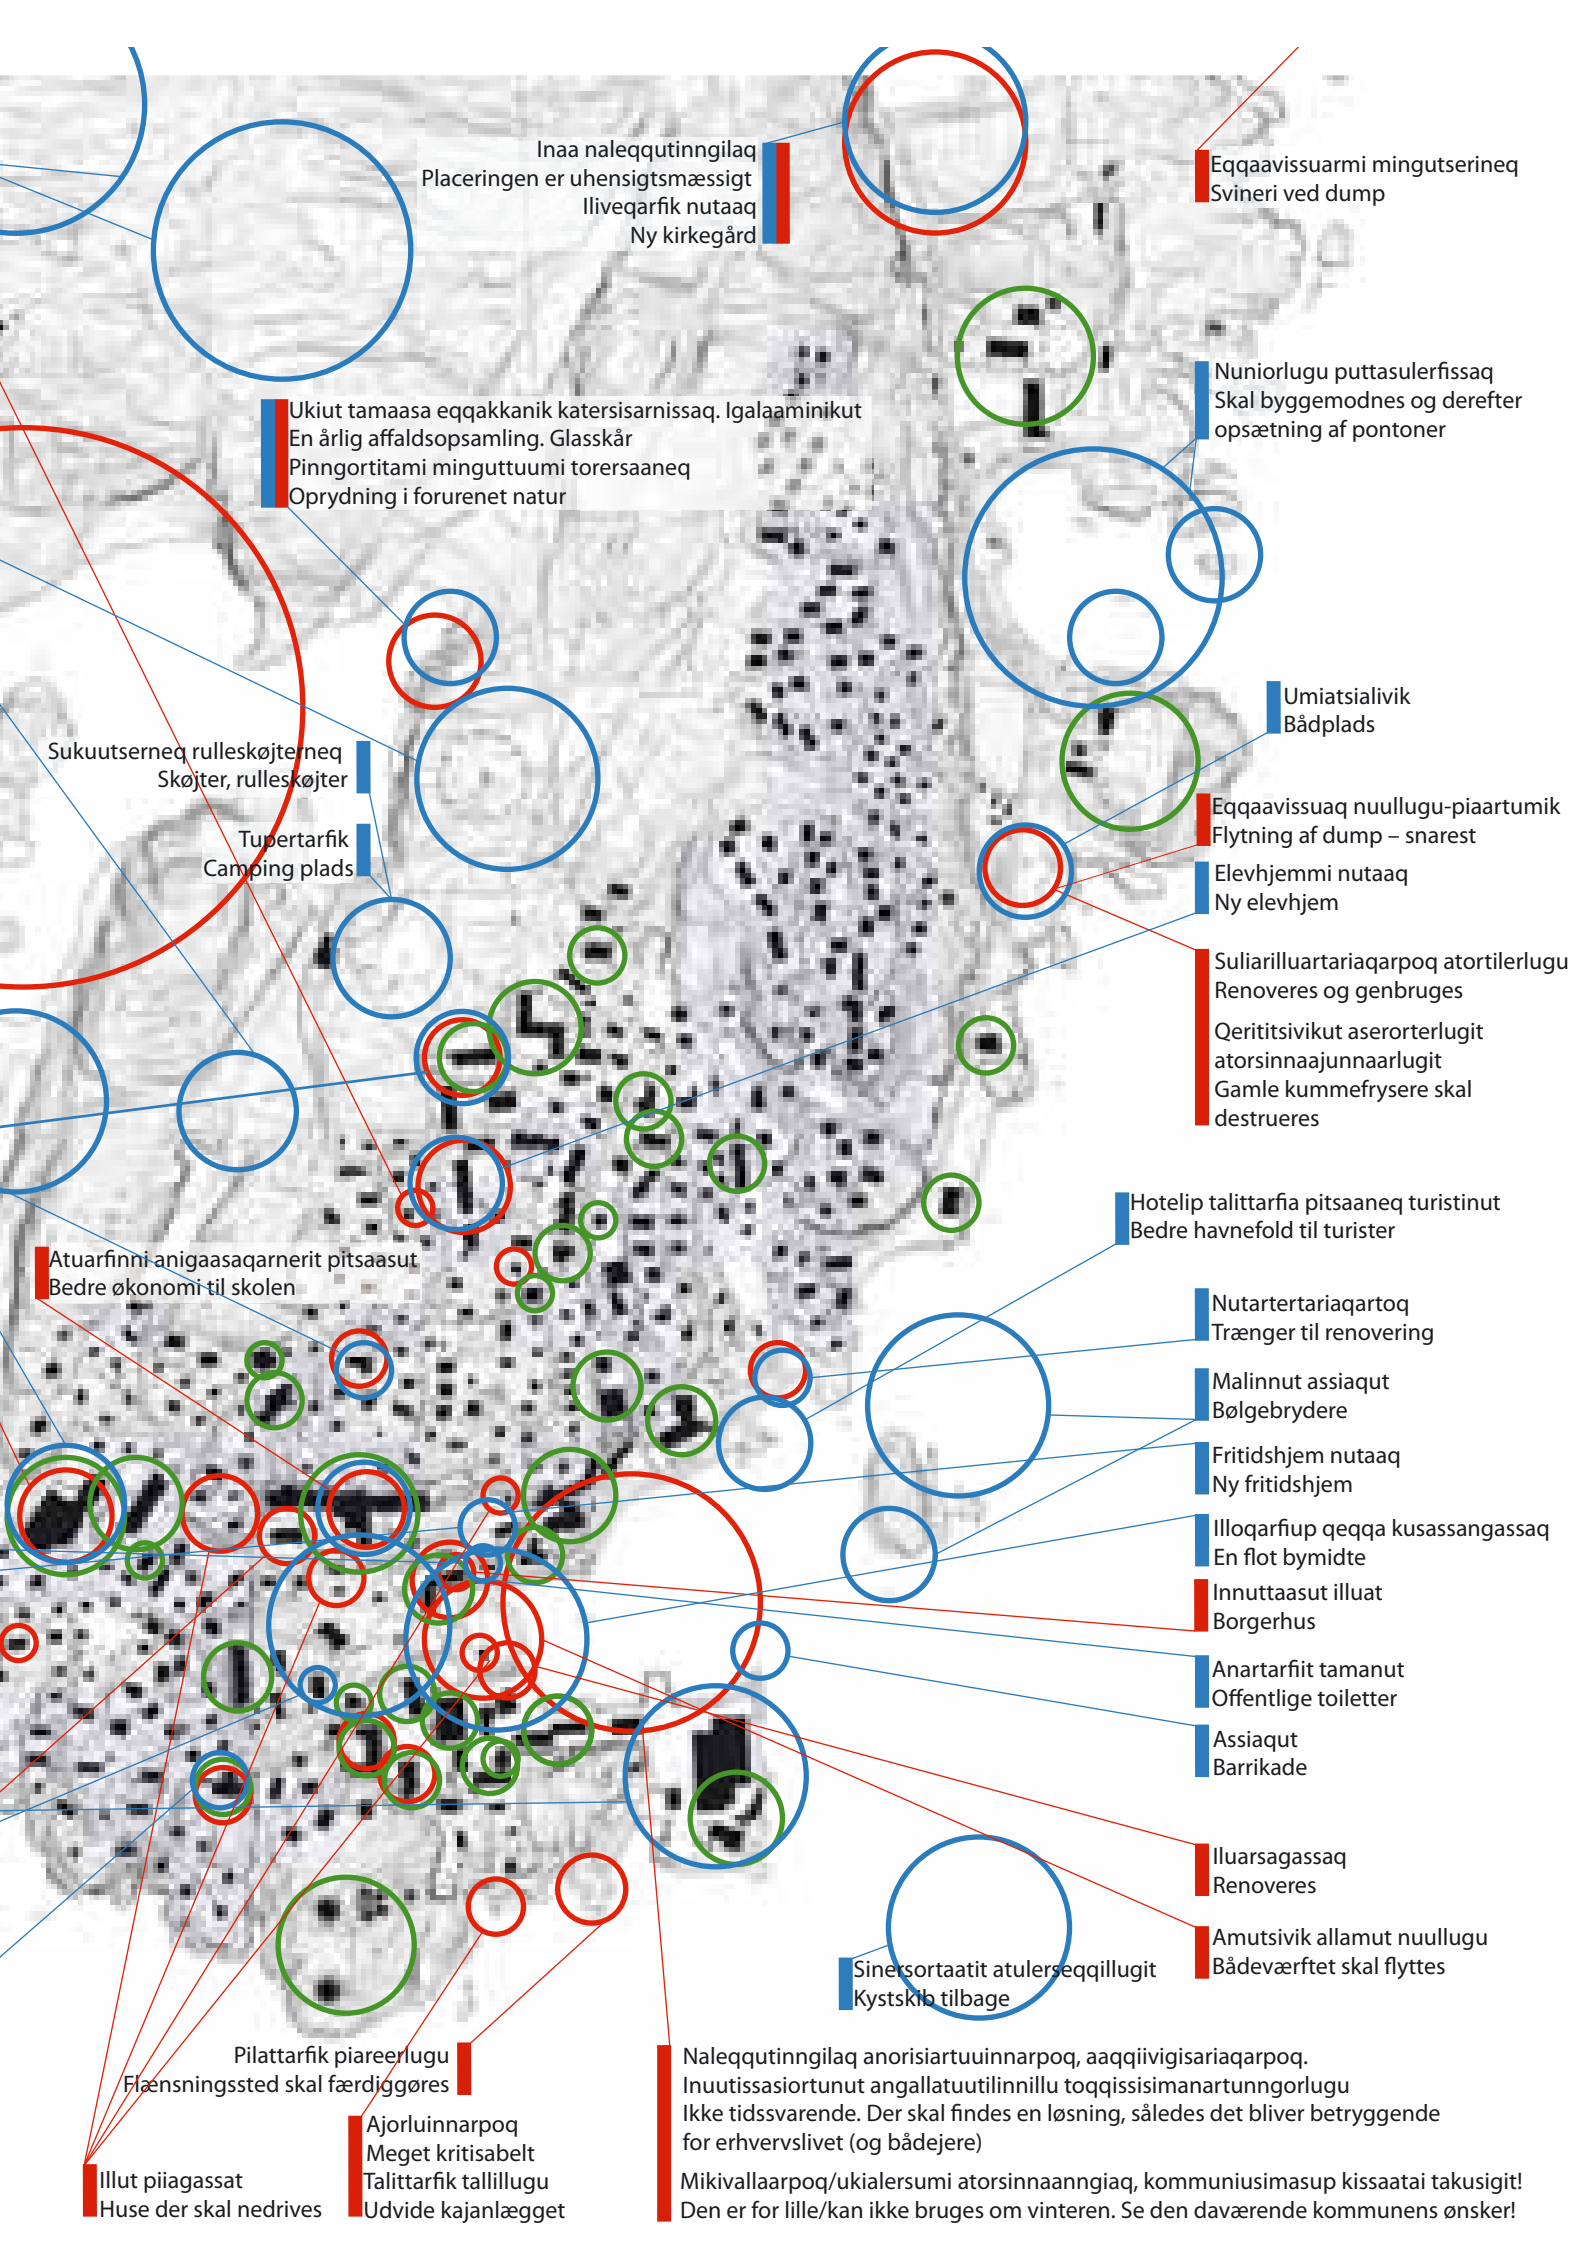 Inaa naleqqutinngilaq
Placeringen er uhensigtsmæssigt
Iliveqarfik nutaaq
Ny kirkegård
Eqqaavissuarmi mingutserineq
Svineri ved dump
Nuniorlugu puttasulerfissaq
Skal byggemodnes og derefter
opsætning af pontoner
Ukiut tamaasa eqqakkanik katersisarnissaq. Igalaaminikut
En årlig affaldsopsamling. Glasskår
Pinngortitami minguttuumi torersaaneq
Oprydning i forurenet natur
Umiatsialivik
Bådplads
Sukuutserneq rulleskøjterneq
Skøjter, rulleskøjter
Tupertarfik
Camping plads
Eqqaavissuaq nuullugu-piaartumik
Flytning af dump – snarest
Elevhjemmi nutaaq
Ny elevhjem
Suliarilluartariaqarpoq atortilerlugu
Renoveres og genbruges
Qerititsivikut aserorterlugit
atorsinnaajunnaarlugit
Gamle kummefrysere skal
destrueres
Hotelip talittarfia pitsaaneq turistinut
Bedre havnefold til turister
Atuarfinni anigaasaqarnerit pitsaasut
Bedre økonomi til skolen
Nutartertariaqartoq
Trænger til renovering
Malinnut assiaqut
Bølgebrydere
Fritidshjem nutaaq
Ny fritidshjem
Illoqarfiup qeqqa kusassangassaq
En flot bymidte
Innuttaasut illuat
Borgerhus
Anartarfiit tamanut
Offentlige toiletter
Assiaqut
Barrikade
Iluarsagassaq
Renoveres
Amutsivik allamut nuullugu
Bådeværftet skal flyttes
Sinersortaatit atulerseqqillugit
Kystskib tilbage
Pilattarfik piareerlugu
Flænsningssted skal færdiggøres
Ajorluinnarpoq
Meget kritisabelt
Talittarfik tallillugu
Udvide kajanlægget
Illut piiagassat
Huse der skal nedrives
Naleqqutinngilaq anorisiartuuinnarpoq, aaqqiivigisariaqarpoq.
Inuutissasiortunut angallatuutilinnillu toqqissisimanartunngorlugu
Ikke tidssvarende. Der skal findes en løsning, således det bliver betryggende
for erhvervslivet (og bådejere)
Mikivallaarpoq/ukialersumi atorsinnaanngiaq, kommuniusimasup kissaatai takusigit!
Den er for lille/kan ikke bruges om vinteren. Se den daværende kommunens ønsker!